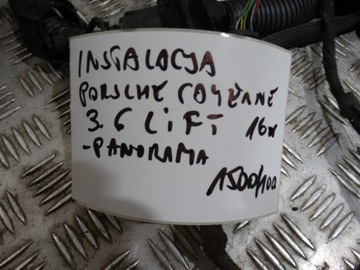 INSTALACJA
PORSCHE CAYENNE
3.6 LIFT 16r
-PANORAMA
1500/100